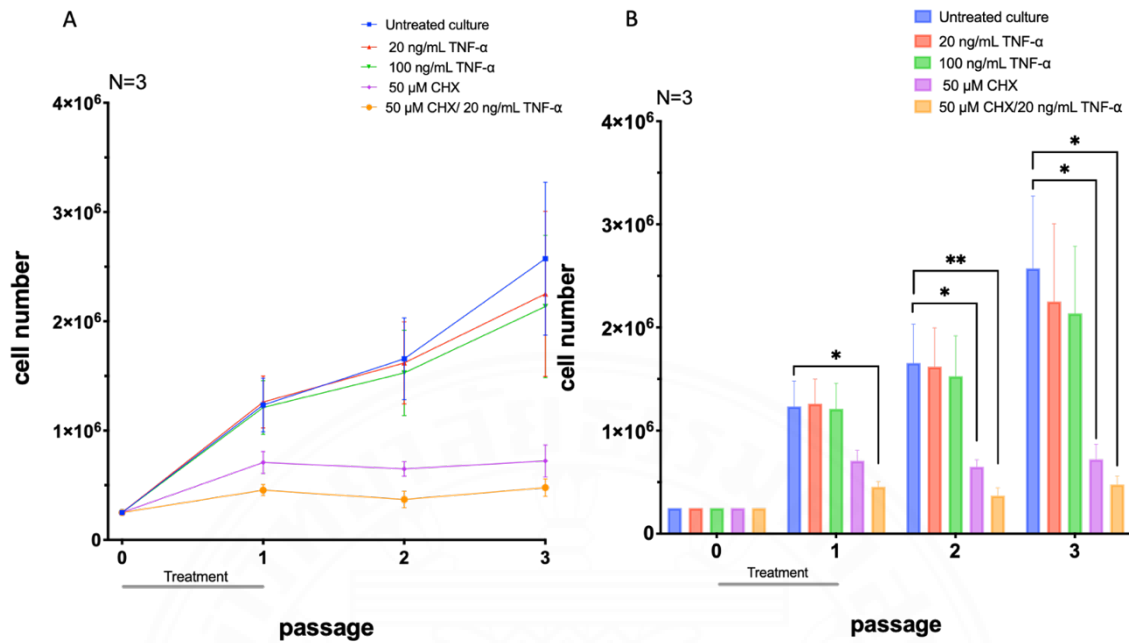 A
Untreated culture
20 ng/mL TNF-α
100 ng/mL TNF-α
50 µM CHX
50 µM CHX/ 20 ng/mL TNF-α
N=3
4×10⁶
3×10⁶
2×10⁶
1×10⁶
0
cell number
0 1 2 3
Treatment
passage
B
Untreated culture
20 ng/mL TNF-α
100 ng/mL TNF-α
50 µM CHX
50 µM CHX/20 ng/mL TNF-α
N=3
4×10⁶
3×10⁶
2×10⁶
1×10⁶
0
cell number
*
*
**
*
*
*
0 1 2 3
Treatment
passage